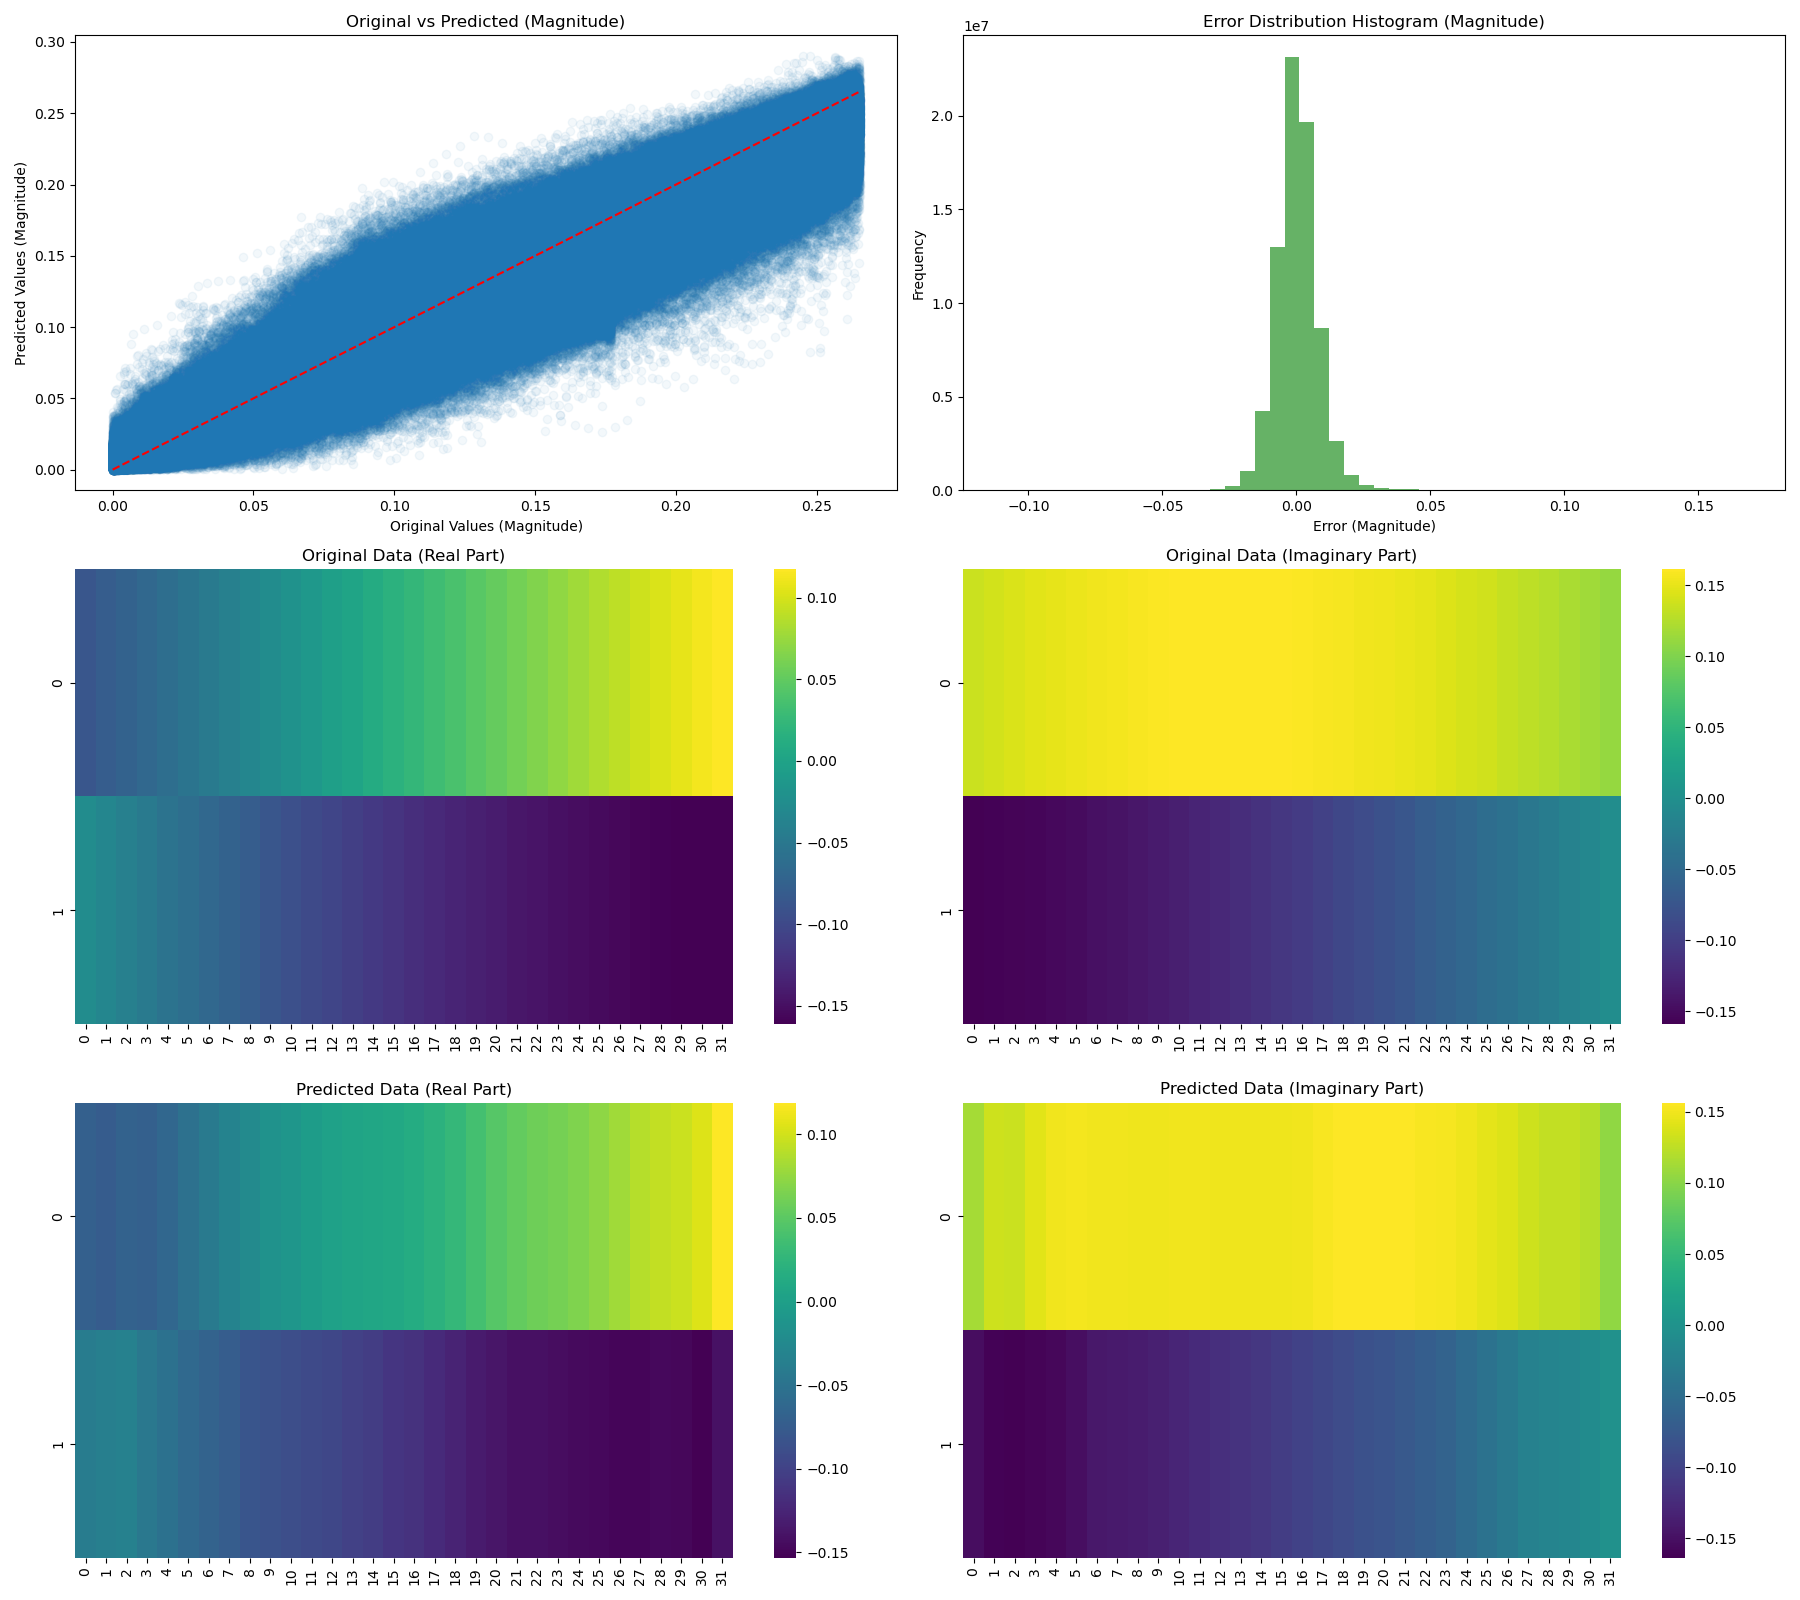 Original vs Predicted (Magnitude)
0.30
0.25
0.20
0.15
0.10
0.05
0.00
Predicted Values (Magnitude)
0.00 0.05 0.10 0.15 0.20 0.25
Original Values (Magnitude)
Error Distribution Histogram (Magnitude)
1e7
2.0
1.5
1.0
0.5
0.0
Frequency
−0.10 −0.05 0.00 0.05 0.10 0.15
Error (Magnitude)
Original Data (Real Part)
0
1
0 1 2 3 4 5 6 7 8 9 10 11 12 13 14 15 16 17 18 19 20 21 22 23 24 25 26 27 28 29 30 31
0.10
0.05
0.00
−0.05
−0.10
−0.15
Original Data (Imaginary Part)
0
1
0 1 2 3 4 5 6 7 8 9 10 11 12 13 14 15 16 17 18 19 20 21 22 23 24 25 26 27 28 29 30 31
0.15
0.10
0.05
0.00
−0.05
−0.10
−0.15
Predicted Data (Real Part)
0
1
0 1 2 3 4 5 6 7 8 9 10 11 12 13 14 15 16 17 18 19 20 21 22 23 24 25 26 27 28 29 30 31
0.10
0.05
0.00
−0.05
−0.10
−0.15
Predicted Data (Imaginary Part)
0
1
0 1 2 3 4 5 6 7 8 9 10 11 12 13 14 15 16 17 18 19 20 21 22 23 24 25 26 27 28 29 30 31
0.15
0.10
0.05
0.00
−0.05
−0.10
−0.15